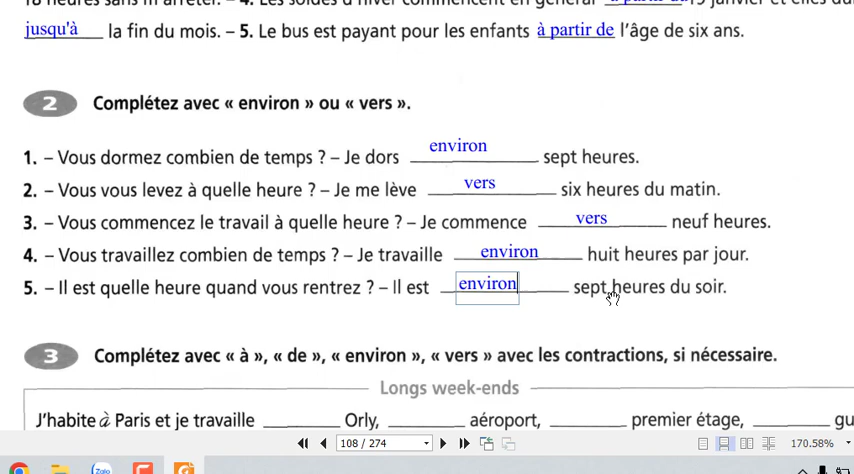 jusqu'à la fin du mois. – 5. Le bus est payant pour les enfants à partir de l'âge de six ans.
2 Complétez avec « environ » ou « vers ».
1. – Vous dormez combien de temps ? – Je dors environ sept heures.
2. – Vous vous levez à quelle heure ? – Je me lève vers six heures du matin.
3. – Vous commencez le travail à quelle heure ? – Je commence vers neuf heures.
4. – Vous travaillez combien de temps ? – Je travaille environ huit heures par jour.
5. – Il est quelle heure quand vous rentrez ? – Il est environ sept heures du soir.
3 Complétez avec « à », « de », « environ », « vers » avec les contractions, si nécessaire.
Longs week-ends
J'habite à Paris et je travaille ________ Orly, ________ aéroport, ________ premier étage, ________
108 / 274
170.58%
Zalo